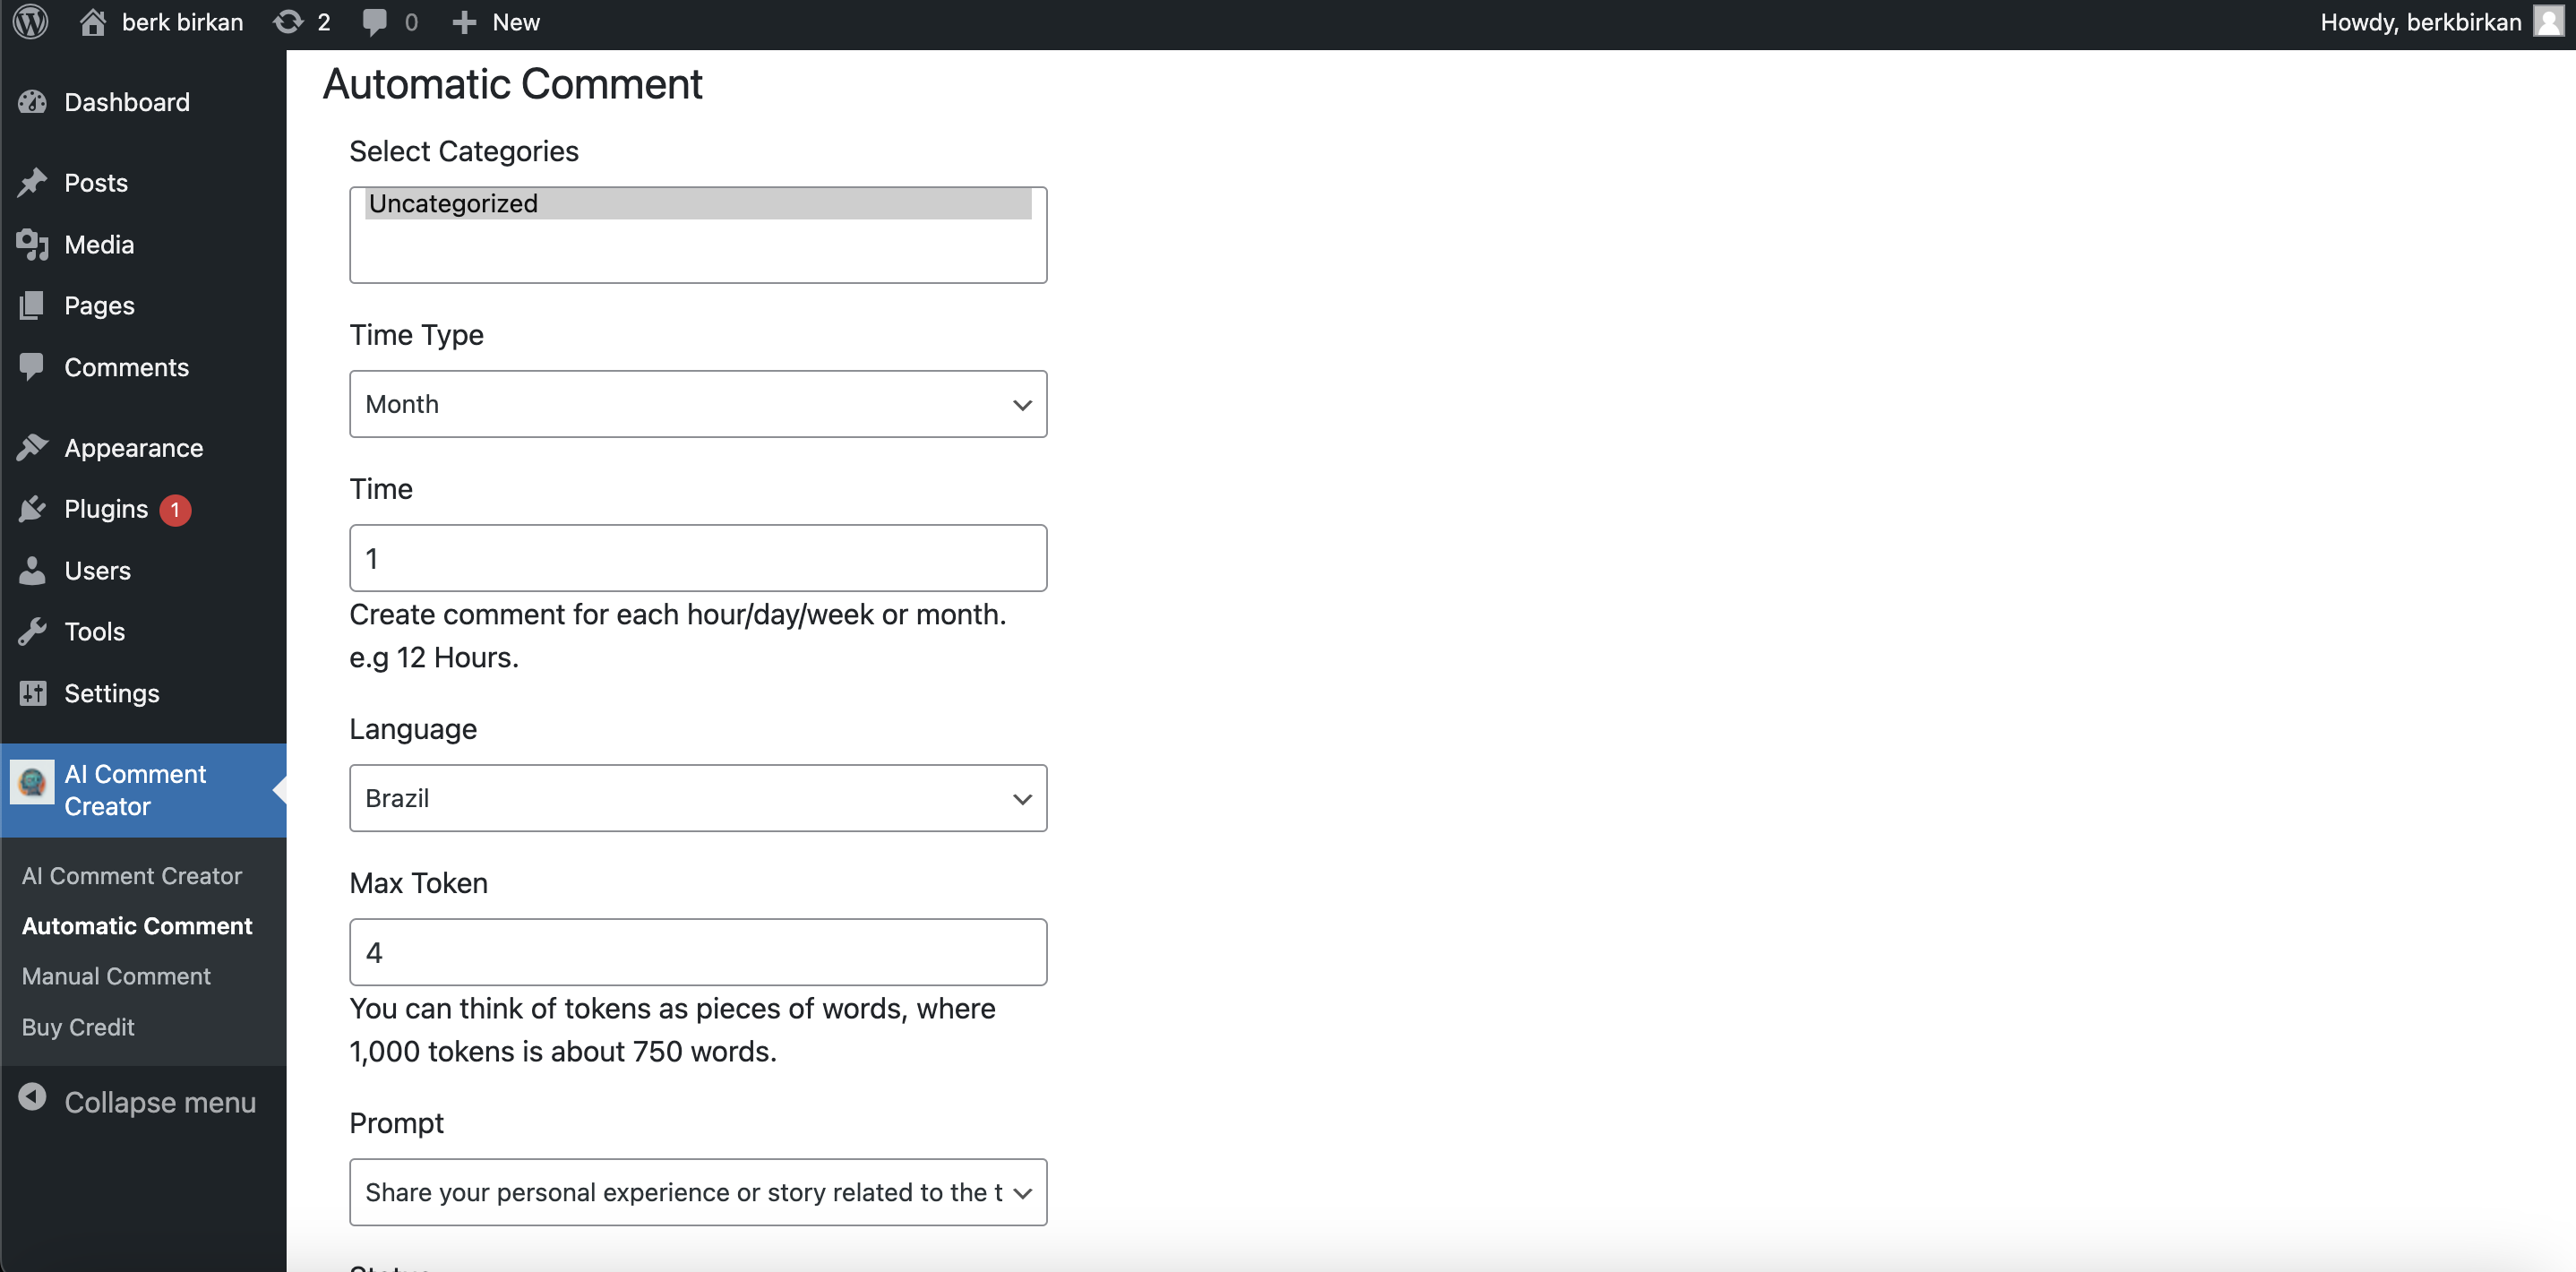 berk birkan
2
0
New
Howdy, berkbirkan
Dashboard
Posts
Media
Pages
Comments
Appearance
Plugins 1
Users
Tools
Settings
AI Comment
Creator
AI Comment Creator
Automatic Comment
Manual Comment
Buy Credit
Collapse menu
Automatic Comment
Select Categories
Uncategorized
Time Type
Month
Time
1
Create comment for each hour/day/week or month.
e.g 12 Hours.
Language
Brazil
Max Token
4
You can think of tokens as pieces of words, where
1,000 tokens is about 750 words.
Prompt
Share your personal experience or story related to the t